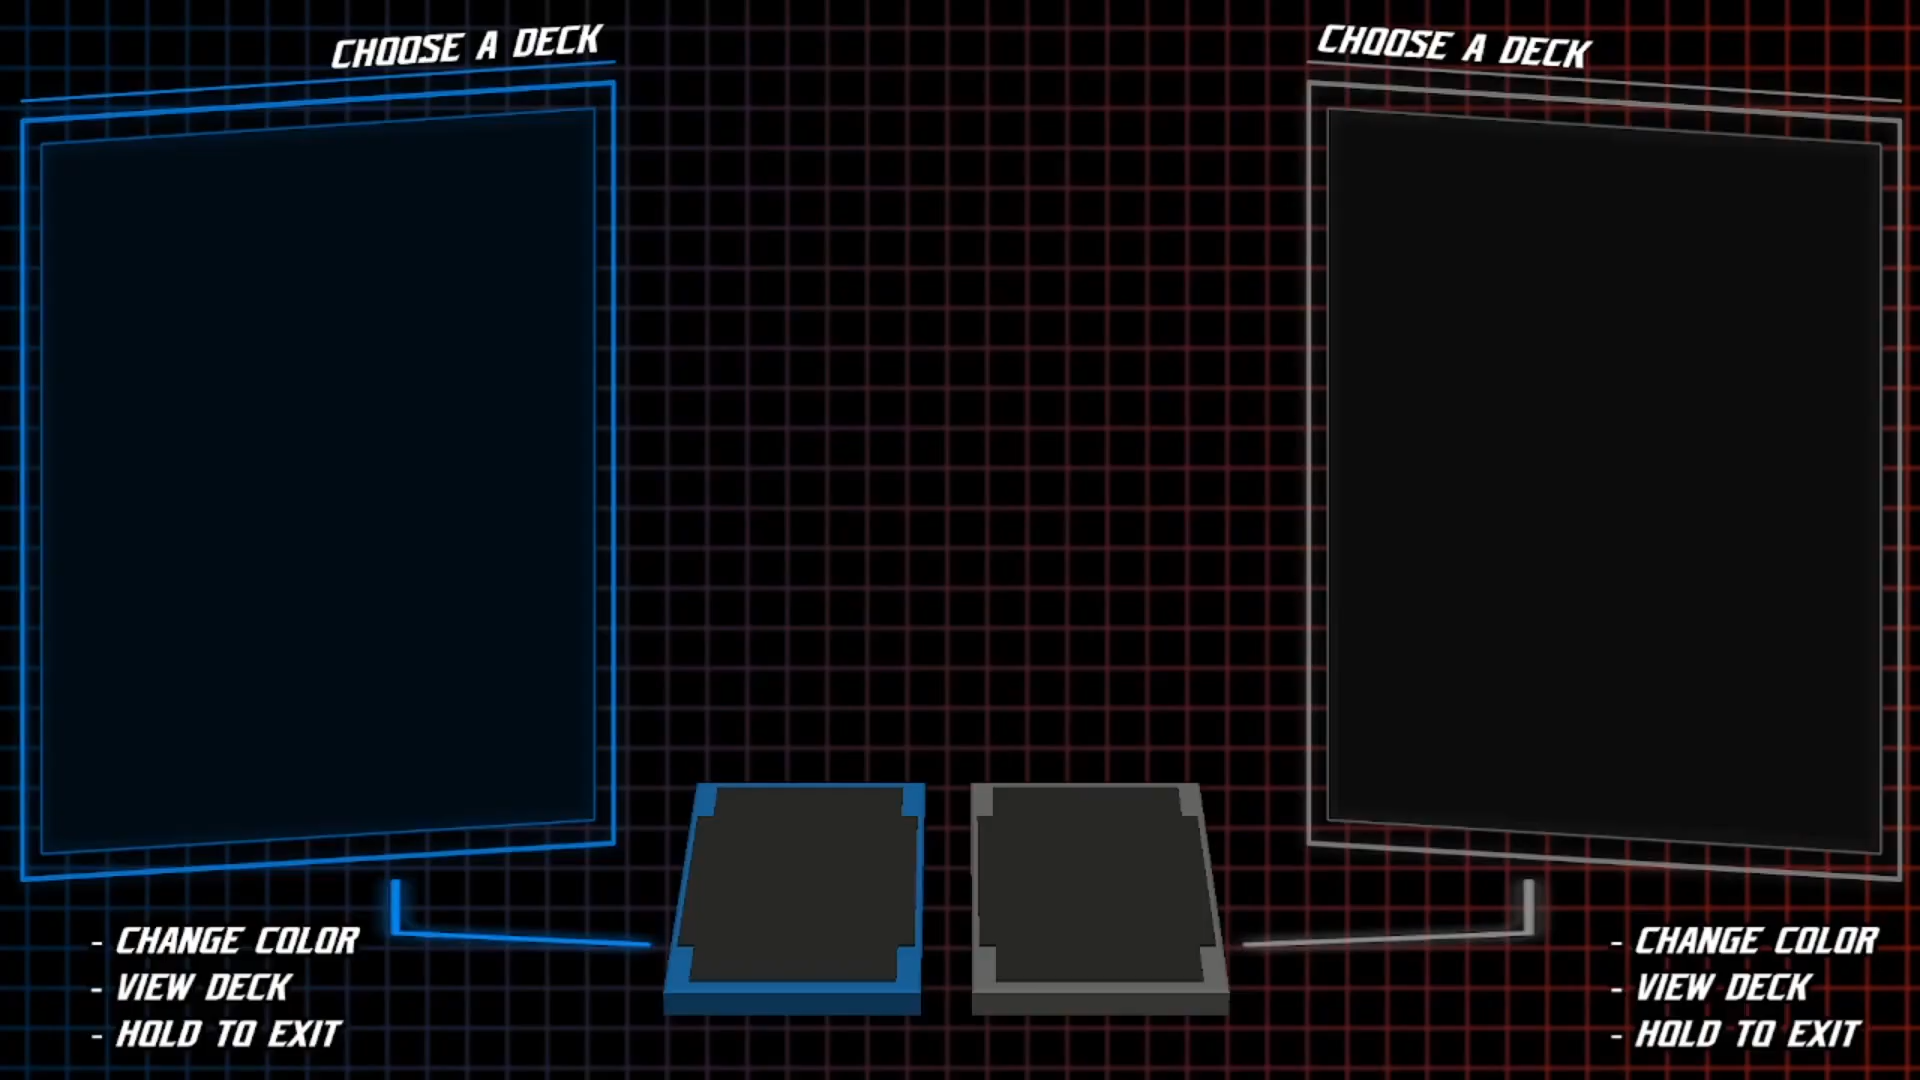 CHOOSE A DECK
CHOOSE A DECK
- CHANGE COLOR
- VIEW DECK
- HOLD TO EXIT
- CHANGE COLOR
- VIEW DECK
- HOLD TO EXIT